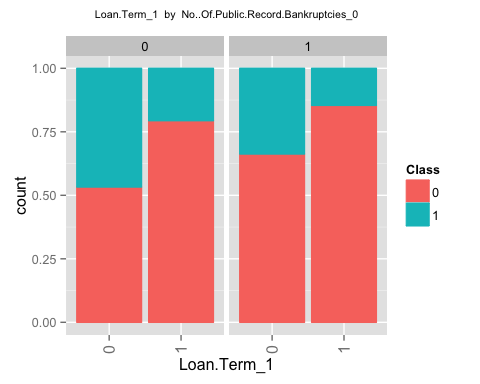 Loan.Term_1 by No..Of.Public.Record.Bankruptcies_0
0 1
1.00
0.75
0.50
0.25
0.00
count
0 1 0 1
Loan.Term_1
Class
0
1